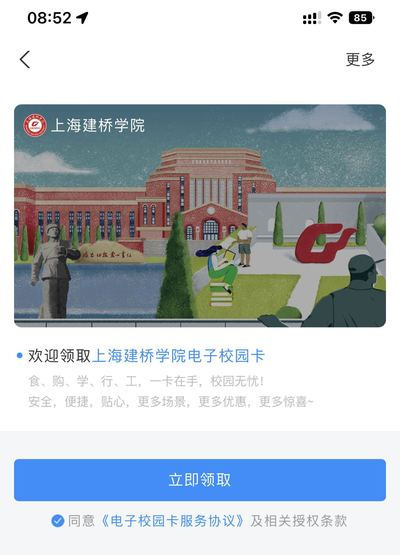 08:52
85
更多
上海建桥学院
欢迎领取上海建桥学院电子校园卡
食、购、学、行、工，一卡在手，校园无忧！
安全，便捷，贴心，更多场景，更多优惠，更多惊喜~
立即领取
同意《电子校园卡服务协议》及相关授权条款